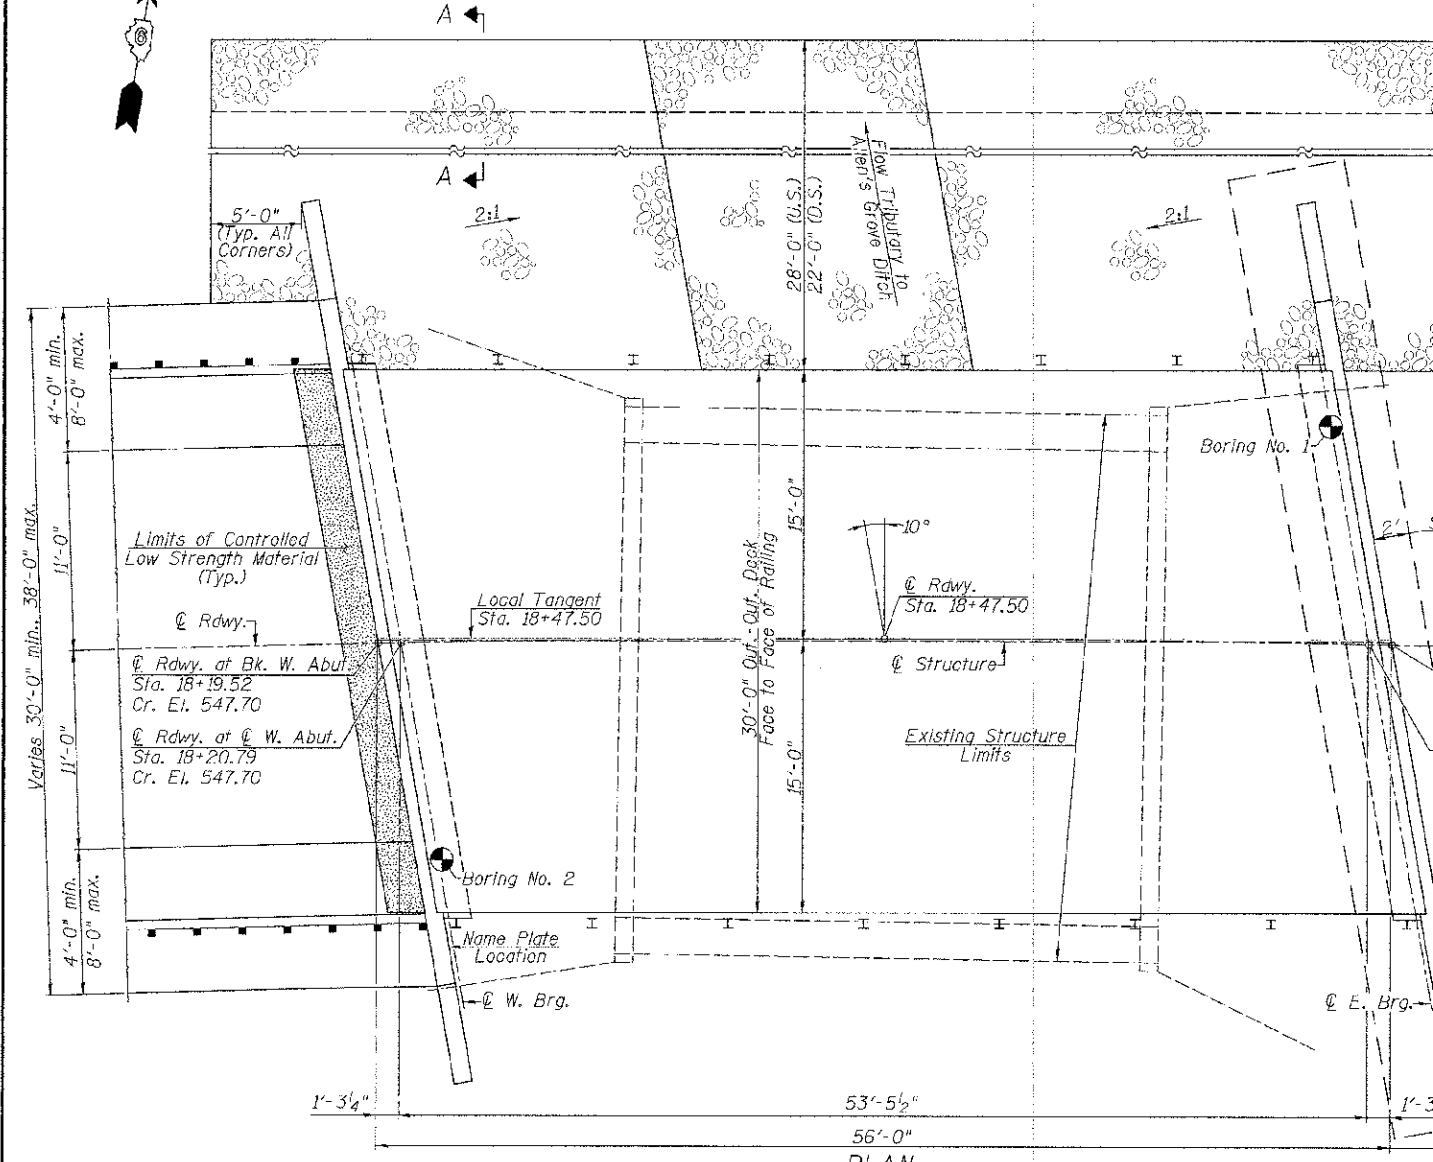 A
A
5'-0"
(Typ. All
Corners)
2:1
2:1
28'-0" (U.S.)
22'-0" (D.S.)
Flow Tributary to
Allen's Grove Ditch
4'-0" min.
8'-0" max.
Varies 30'-0" min., 38'-0" max.
11'-0"
11'-0"
4'-0" min.
8'-0" max.
Limits of Controlled
Low Strength Material
(Typ.)
℄ Rdwy.
℄ Rdwy. at Bk. W. Abut.
Sta. 18+19.52
Cr. El. 547.70
℄ Rdwy. at ℄ W. Abut.
Sta. 18+20.79
Cr. El. 547.70
Local Tangent
Sta. 18+47.50
30'-0" Out.-Out. Deck
Face to Face of Railing
15'-0"
15'-0"
10°
℄ Rdwy.
Sta. 18+47.50
℄ Structure
Existing Structure
Limits
Boring No. 1
2'
Boring No. 2
Name Plate
Location
℄ W. Brg.
℄ E. Brg.
1'-3¼"
53'-5½"
1'-3
56'-0"
PLAN